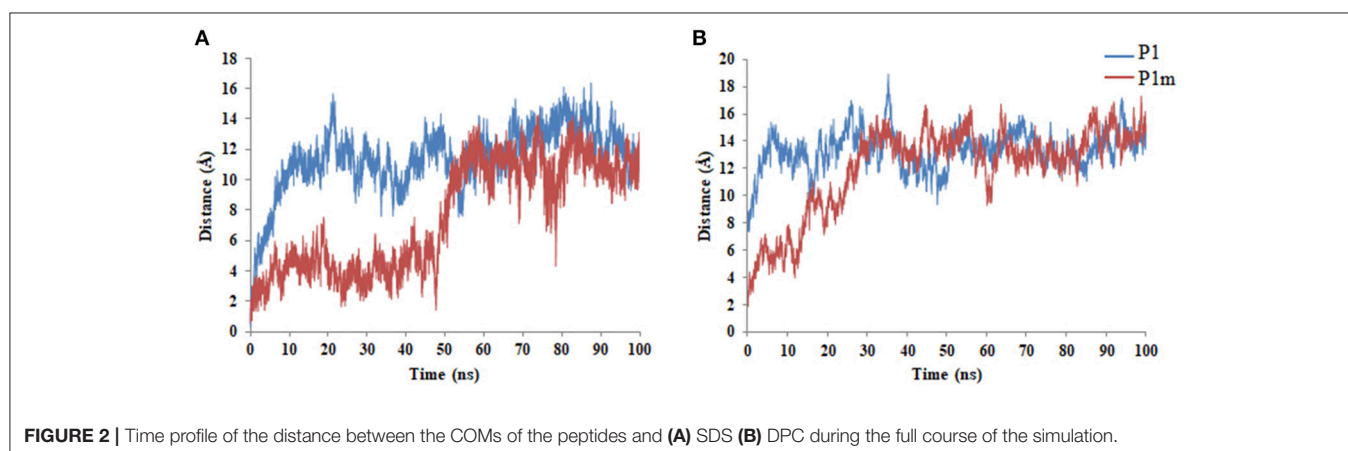 A
18
16
14
12
10
8
6
4
2
0
Distance (Å)
0 10 20 30 40 50 60 70 80 90 100
Time (ns)
B
20
18
16
14
12
10
8
6
4
2
0
Distance (Å)
0 10 20 30 40 50 60 70 80 90 100
Time (ns)
P1
P1m
FIGURE 2 | Time profile of the distance between the COMs of the peptides and (A) SDS (B) DPC during the full course of the simulation.